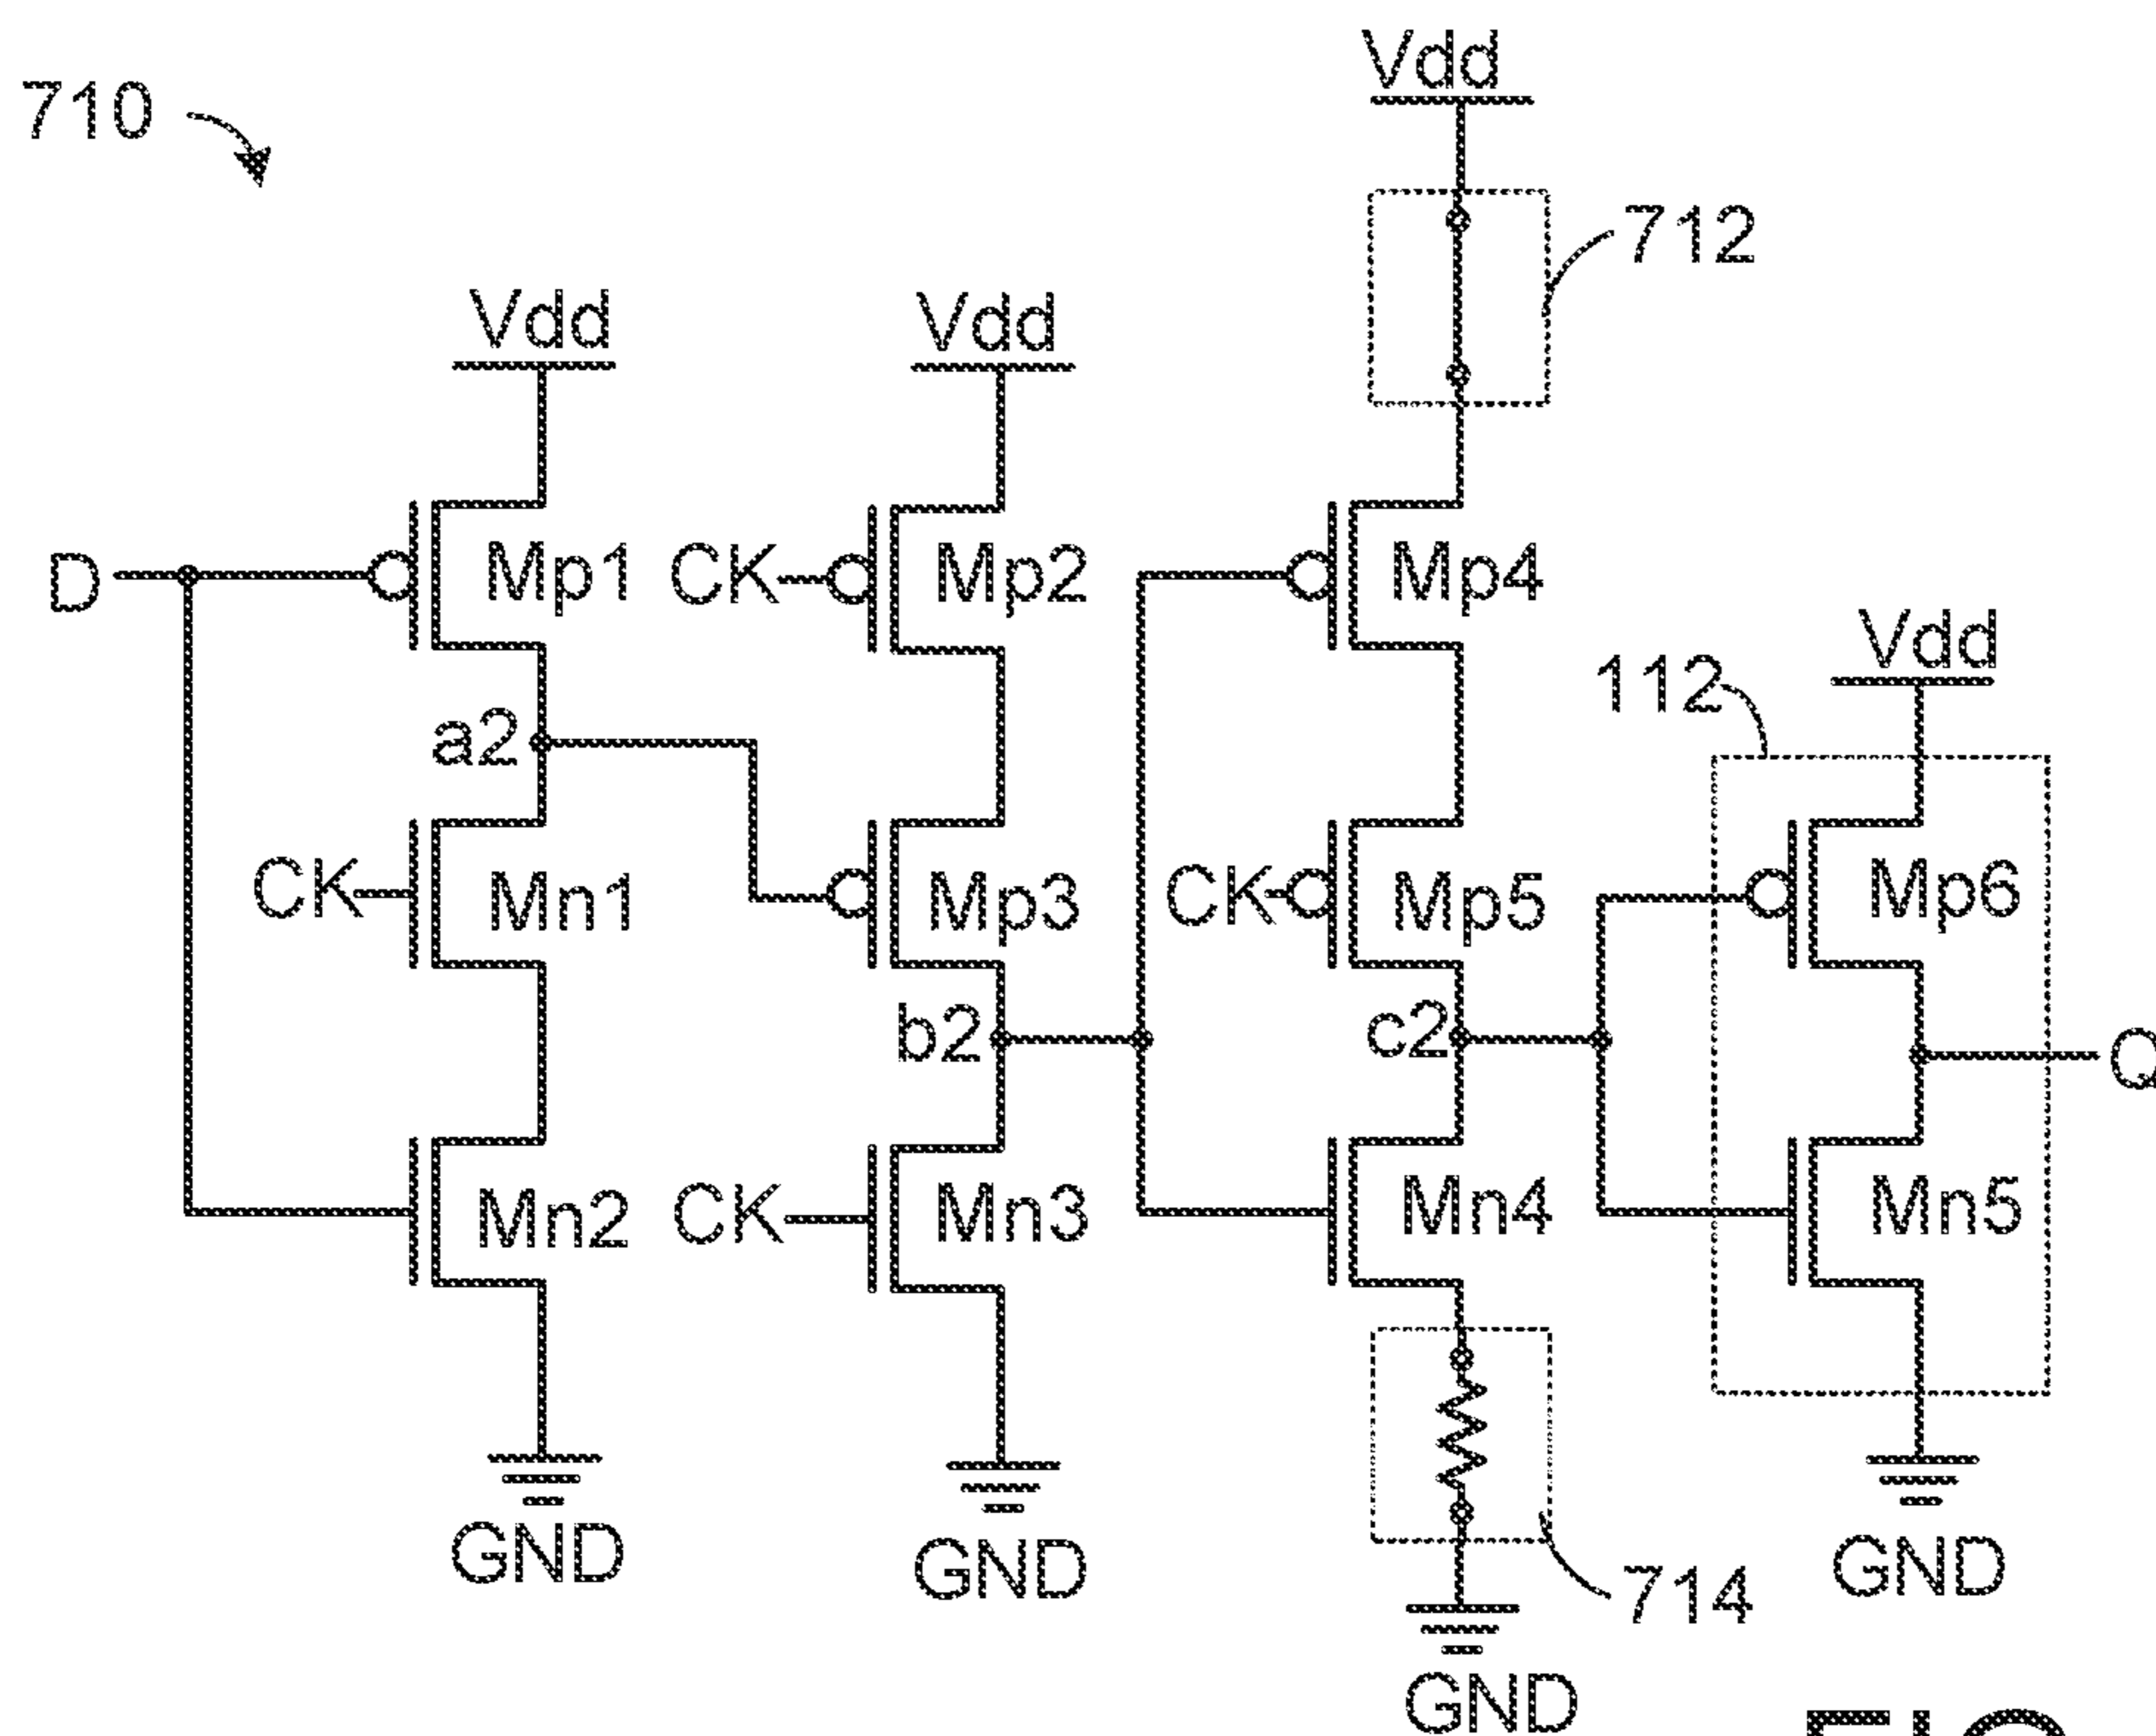 710
Vdd
712
Vdd
Vdd
D
Mp1
CK
Mp2
Mp4
Vdd
112
a2
CK
Mn1
Mp3
CK
Mp5
Mp6
b2
c2
Q
Mn2
CK
Mn3
Mn4
Mn5
GND
GND
714
GND
GND